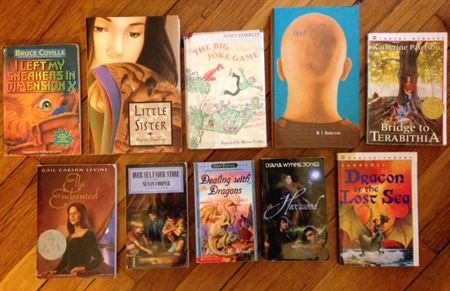 BRUCE COVILLE
I LEFT MY
SNEAKERS IN
DIMENSION X
LITTLE
SISTER
THE BIG
JOKE GAME
feed
M. T. Anderson
Katherine Paterson
Bridge to
TERABITHIA
GAIL CARSON LEVINE
Ella
Enchanted
OVER SEA, UNDER STONE
SUSAN COOPER
Dealing with
Dragons
DIANA WYNNE JONES
Hexwood
Dragon
of the
Lost Sea